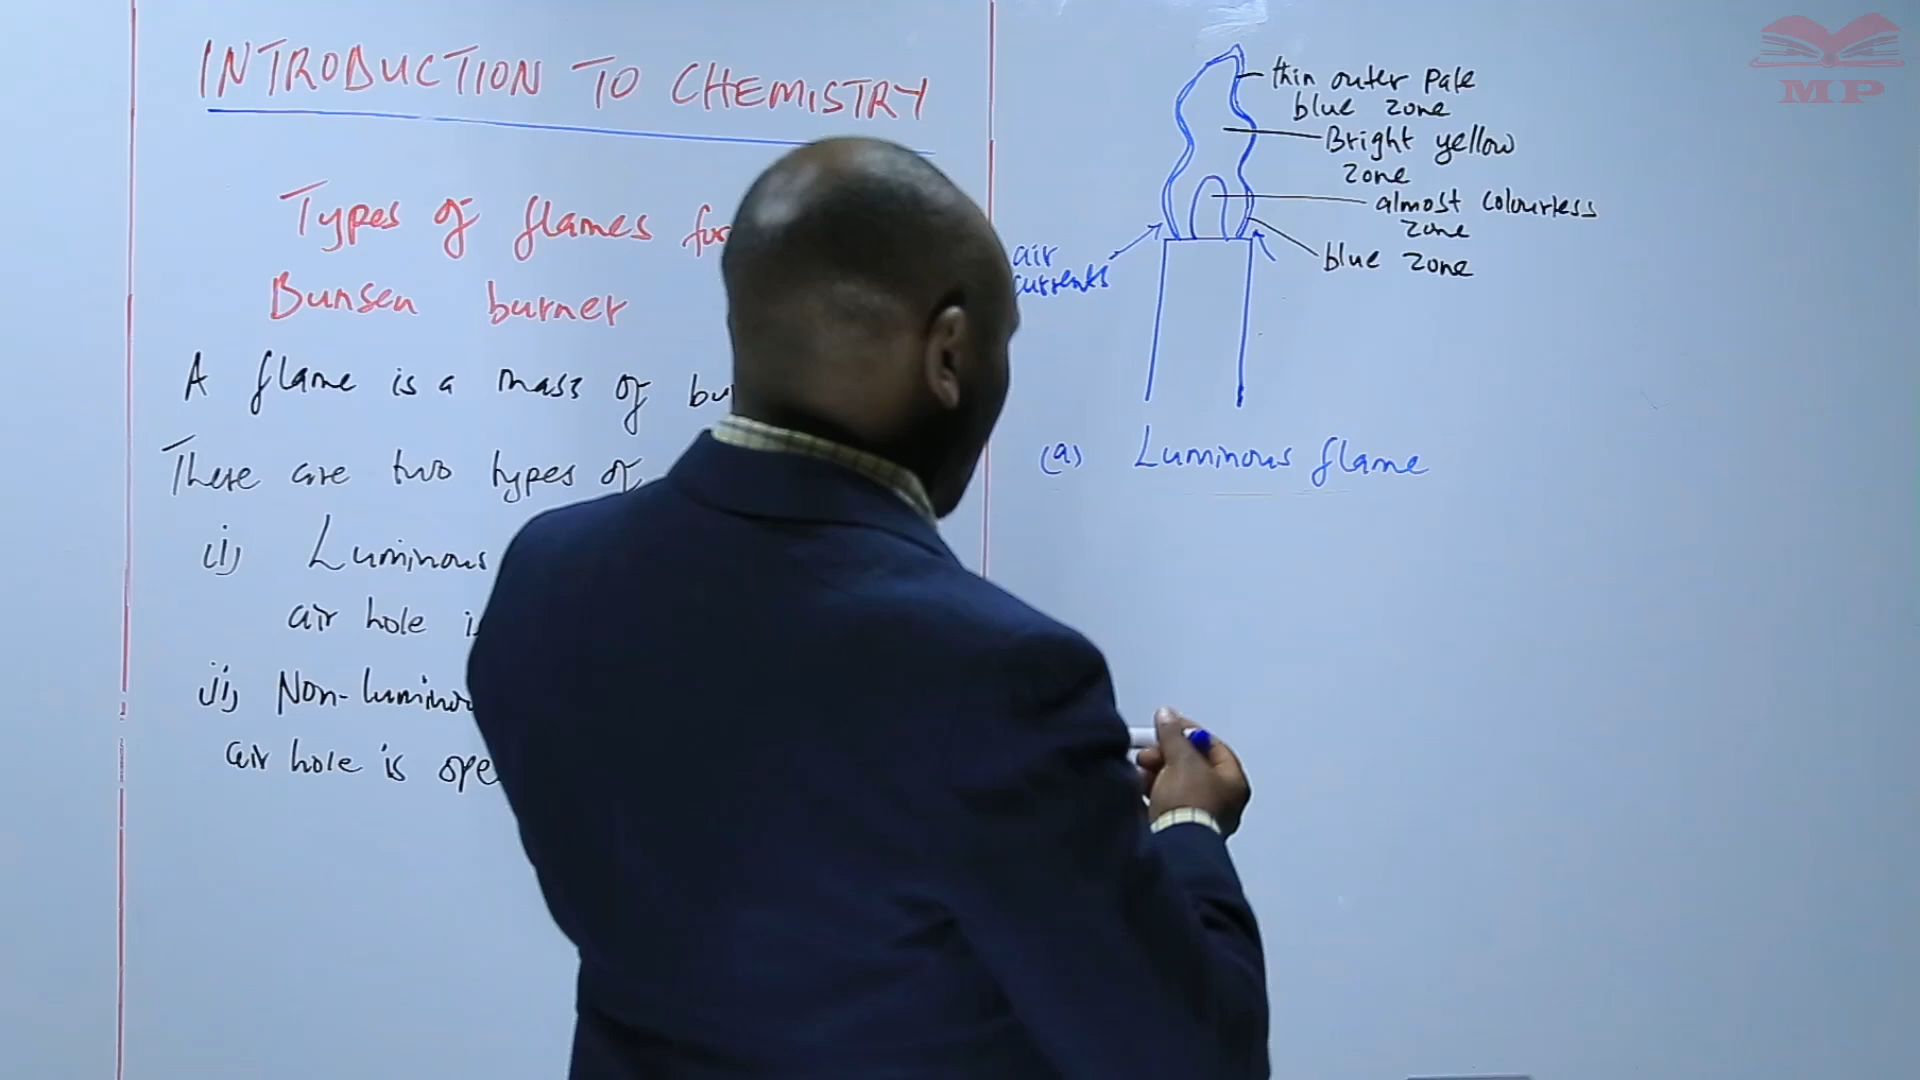 INTRODUCTION TO CHEMISTRY
Types of flames
Bunsen burner
A flame is a mass of
There are two types of
(i) Luminous
air hole
ii) Non-luminou
air hole is ope
thin outer pale
blue zone
Bright yellow
zone
almost colourless
zone
blue zone
air
currents
(a) Luminous flame
MP